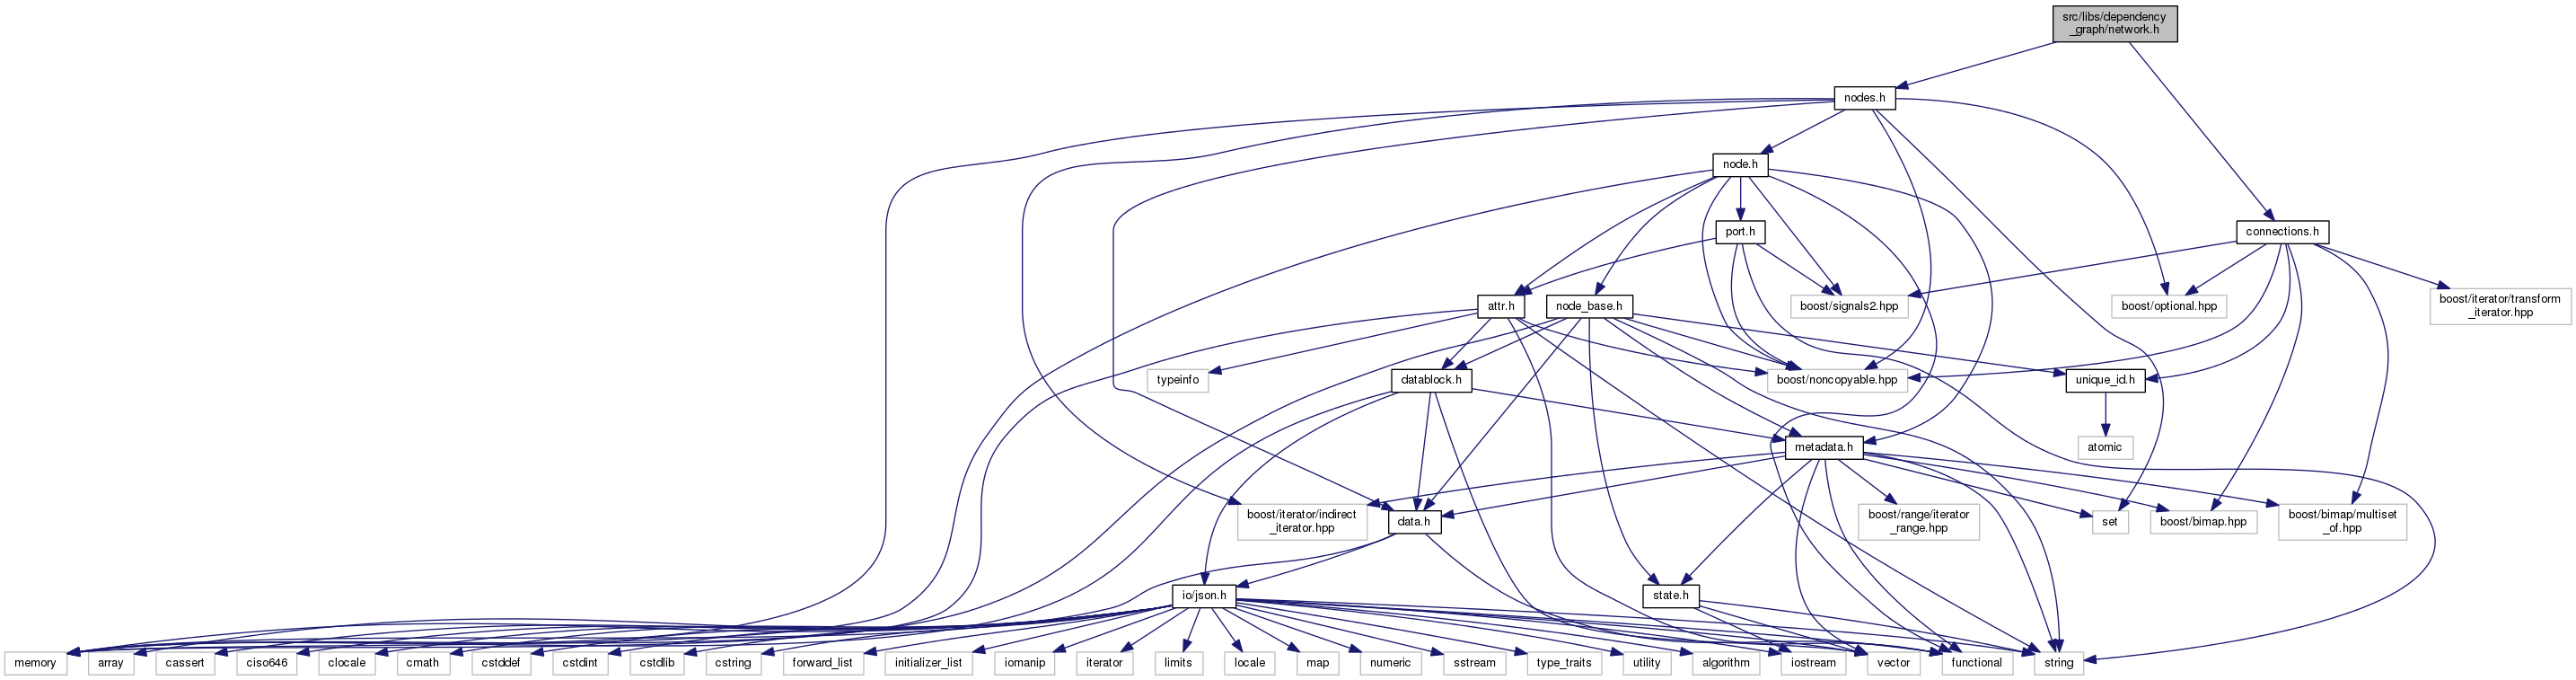 src/libs/dependency
_graph/network.h
nodes.h
node.h
port.h
connections.h
attr.h
node_base.h
boost/signals2.hpp
boost/optional.hpp
boost/iterator/transform
_iterator.hpp
typeinfo
datablock.h
boost/noncopyable.hpp
unique_id.h
metadata.h
atomic
boost/iterator/indirect
_iterator.hpp
data.h
boost/range/iterator
_range.hpp
set
boost/bimap.hpp
boost/bimap/multiset
_of.hpp
io/json.h
state.h
memory
array
cassert
ciso646
clocale
cmath
cstddef
cstdint
cstdlib
cstring
forward_list
initializer_list
iomanip
iterator
limits
locale
map
numeric
sstream
type_traits
utility
algorithm
iostream
vector
functional
string